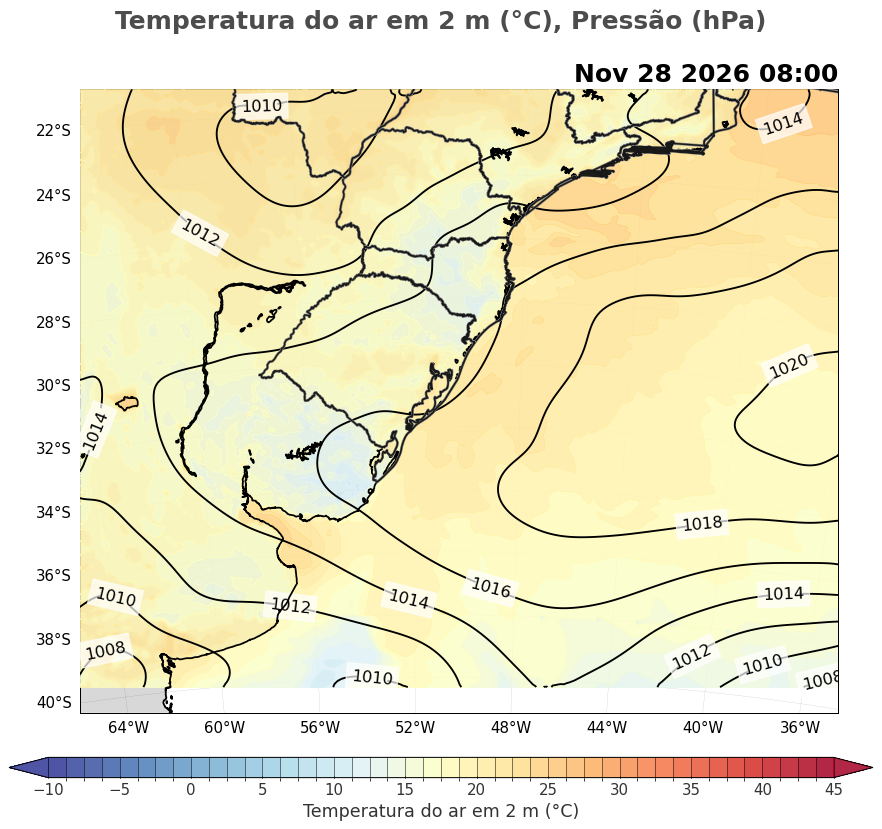 Temperatura do ar em 2 m (°C), Pressão (hPa)
Nov 28 2026 08:00
1010
1014
1012
1020
1014
1018
1016
1014
1014
1012
1010
1012
1010
1008
1010
1008
22°S
24°S
26°S
28°S
30°S
32°S
34°S
36°S
38°S
40°S
64°W 60°W 56°W 52°W 48°W 44°W 40°W 36°W
−10 −5 0 5 10 15 20 25 30 35 40 45
Temperatura do ar em 2 m (°C)